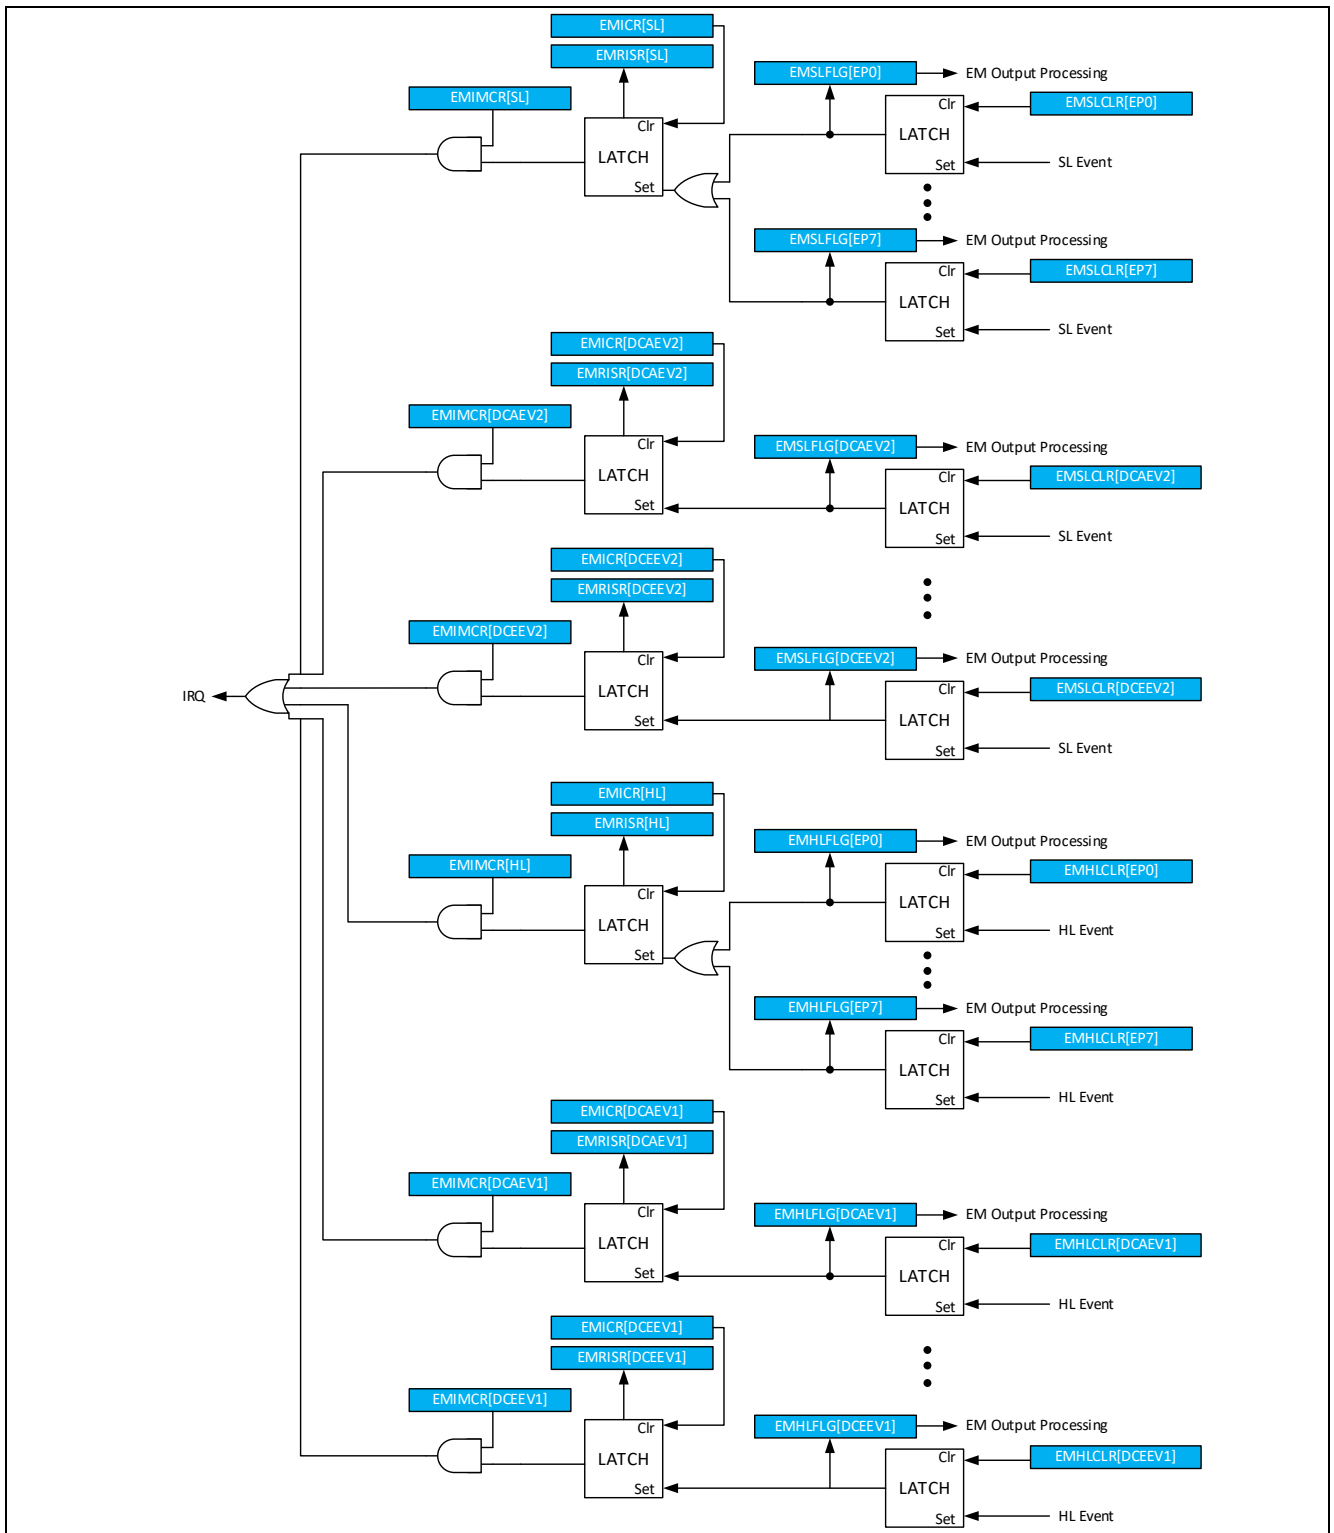 EMICR[SL]
EMRISR[SL]
EMSLFLG[EP0] EM Output Processing
EMIMCR[SL]
Clr EMSLCLR[EP0]
Clr
LATCH
LATCH
Set SL Event
Set
EMSLFLG[EP7] EM Output Processing
Clr EMSLCLR[EP7]
LATCH
Set SL Event
EMICR[DCAEV2]
EMRISR[DCAEV2]
EMIMCR[DCAEV2]
Clr
EMSLFLG[DCAEV2] EM Output Processing
LATCH
Clr EMSLCLR[DCAEV2]
Set
LATCH
Set SL Event
EMICR[DCEEV2]
EMRISR[DCEEV2]
EMIMCR[DCEEV2]
Clr
EMSLFLG[DCEEV2] EM Output Processing
LATCH
Clr EMSLCLR[DCEEV2]
IRQ
Set
LATCH
Set SL Event
EMICR[HL]
EMRISR[HL]
EMHLFLG[EP0] EM Output Processing
EMIMCR[HL]
Clr EMHLCLR[EP0]
Clr
LATCH
LATCH
Set HL Event
Set
EMHLFLG[EP7] EM Output Processing
Clr EMHLCLR[EP7]
LATCH
Set HL Event
EMICR[DCAEV1]
EMRISR[DCAEV1]
EMIMCR[DCAEV1]
Clr
EMHLFLG[DCAEV1] EM Output Processing
LATCH
Clr EMHLCLR[DCAEV1]
Set
LATCH
Set HL Event
EMICR[DCEEV1]
EMRISR[DCEEV1]
EMIMCR[DCEEV1]
Clr
EMHLFLG[DCEEV1] EM Output Processing
LATCH
Clr EMHLCLR[DCEEV1]
Set
LATCH
Set HL Event